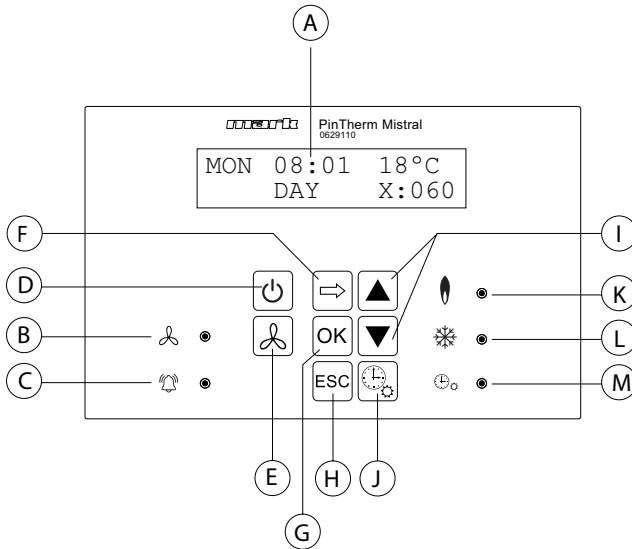 A
mark PinTherm Mistral
0629110
MON 08:01 18°C
DAY X:060
F
I
D
K
B
OK
L
C
ESC
M
E
H
J
G